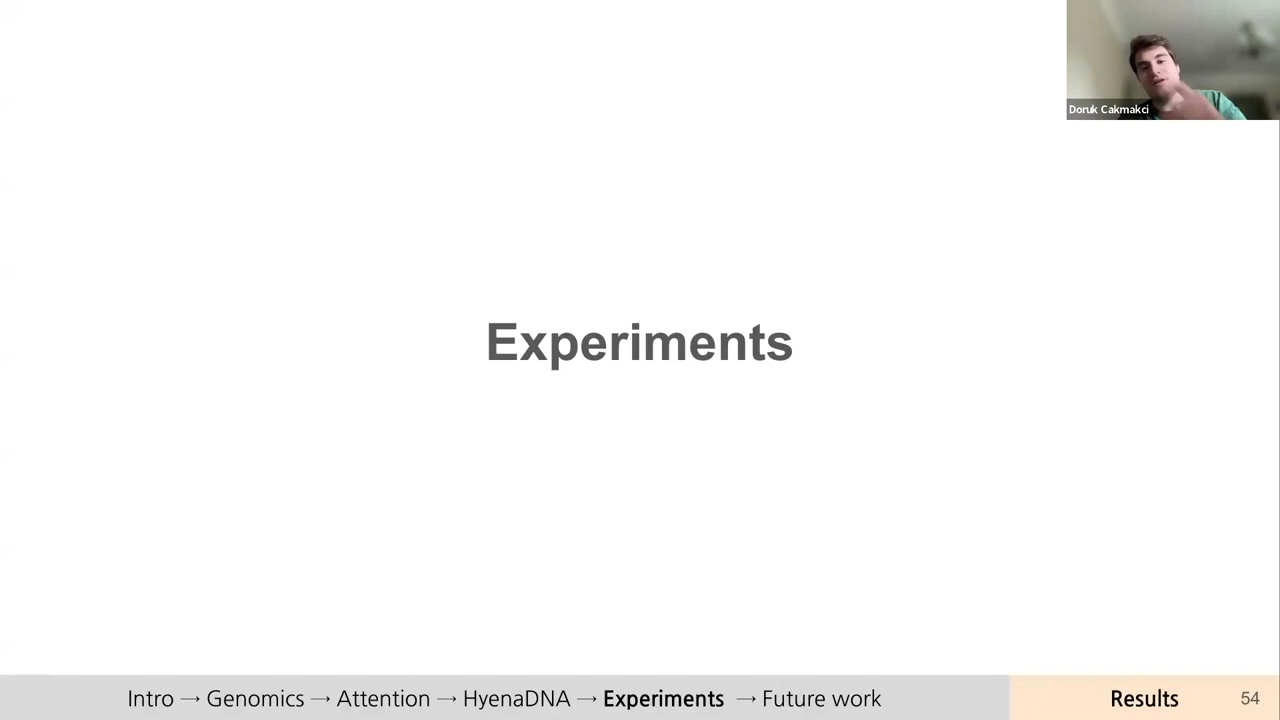 Doruk Cakmakci
Experiments
Intro → Genomics → Attention → HyenaDNA → Experiments → Future work
Results
54